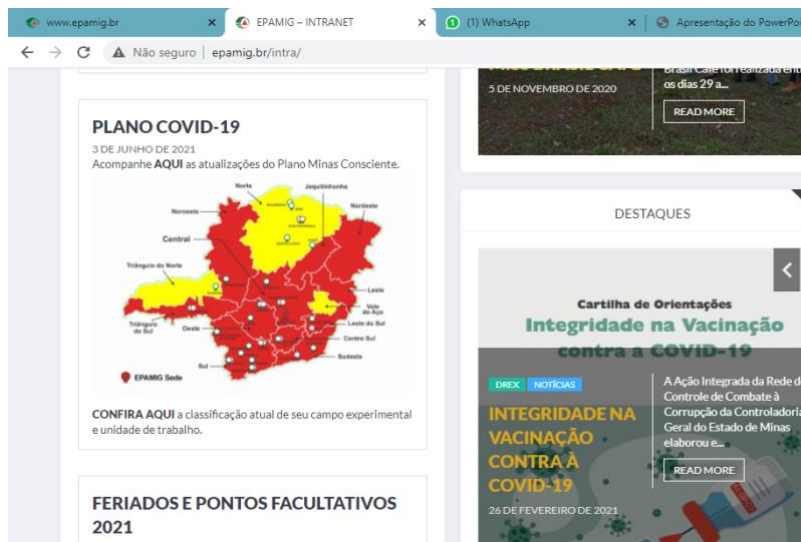 www.epamig.br
EPAMIG – INTRANET
(1) WhatsApp
Apresentação do PowerPoi
Não seguro
epamig.br/intra/
PLANO COVID-19
3 DE JUNHO DE 2021
Acompanhe AQUI as atualizações do Plano Minas Consciente.
Norte
Jequitinhonha
Nordeste
Noroeste
Central
Triângulo do Norte
Leste
Vale
do Aço
Triângulo
do Sul
Oeste
Leste do Sul
Centro Sul
Sudeste
Sul
EPAMIG Sede
CONFIRA AQUI a classificação atual de seu campo experimental
e unidade de trabalho.
FERIADOS E PONTOS FACULTATIVOS
2021
Brasil Café foi realizada entre
5 DE NOVEMBRO DE 2020
os dias 29 a...
READ MORE
DESTAQUES
Cartilha de Orientações
Integridade na Vacinação
contra a COVID-19
DREX
NOTÍCIAS
INTEGRIDADE NA
VACINAÇÃO
CONTRA À
COVID-19
26 DE FEVEREIRO DE 2021
A Ação Integrada da Rede de
Controle de Combate à
Corrupção da Controladoria
Geral do Estado de Minas
elaborou e...
READ MORE